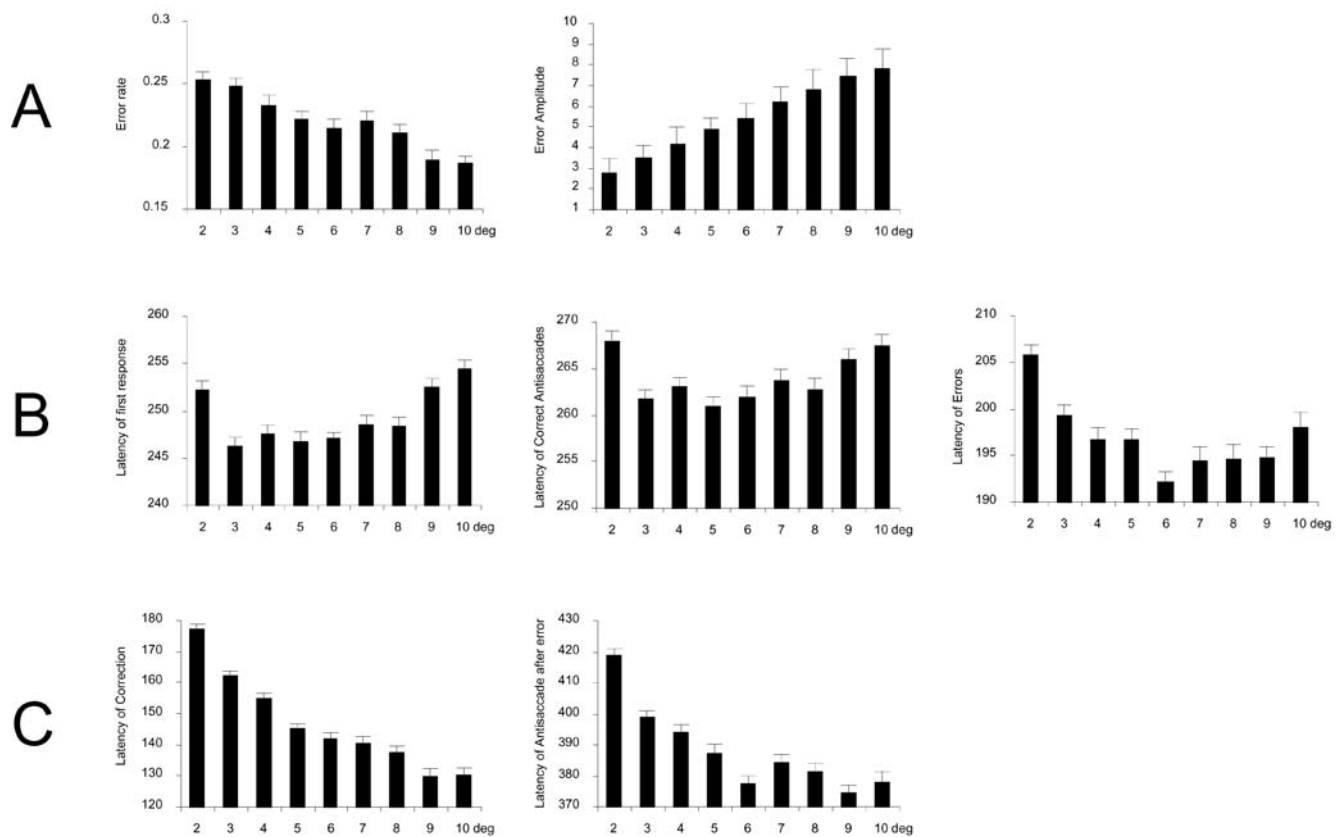 A
Error rate
0.3
0.25
0.2
0.15
2 3 4 5 6 7 8 9 10 deg
Error Amplitude
10
9
8
7
6
5
4
3
2
1
2 3 4 5 6 7 8 9 10 deg
B
Latency of first response
260
255
250
245
240
2 3 4 5 6 7 8 9 10 deg
Latency of Correct Antisaccades
270
265
260
255
250
2 3 4 5 6 7 8 9 10 deg
Latency of Errors
210
205
200
195
190
2 3 4 5 6 7 8 9 10 deg
C
Latency of Correction
180
170
160
150
140
130
120
2 3 4 5 6 7 8 9 10 deg
Latency of Antisaccade after error
430
420
410
400
390
380
370
2 3 4 5 6 7 8 9 10 deg